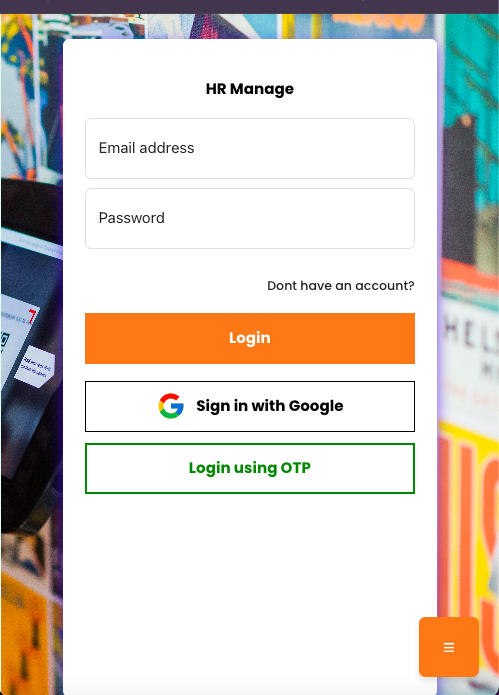 HR Manage
Email address
Password
Dont have an account?
Login
Sign in with Google
Login using OTP